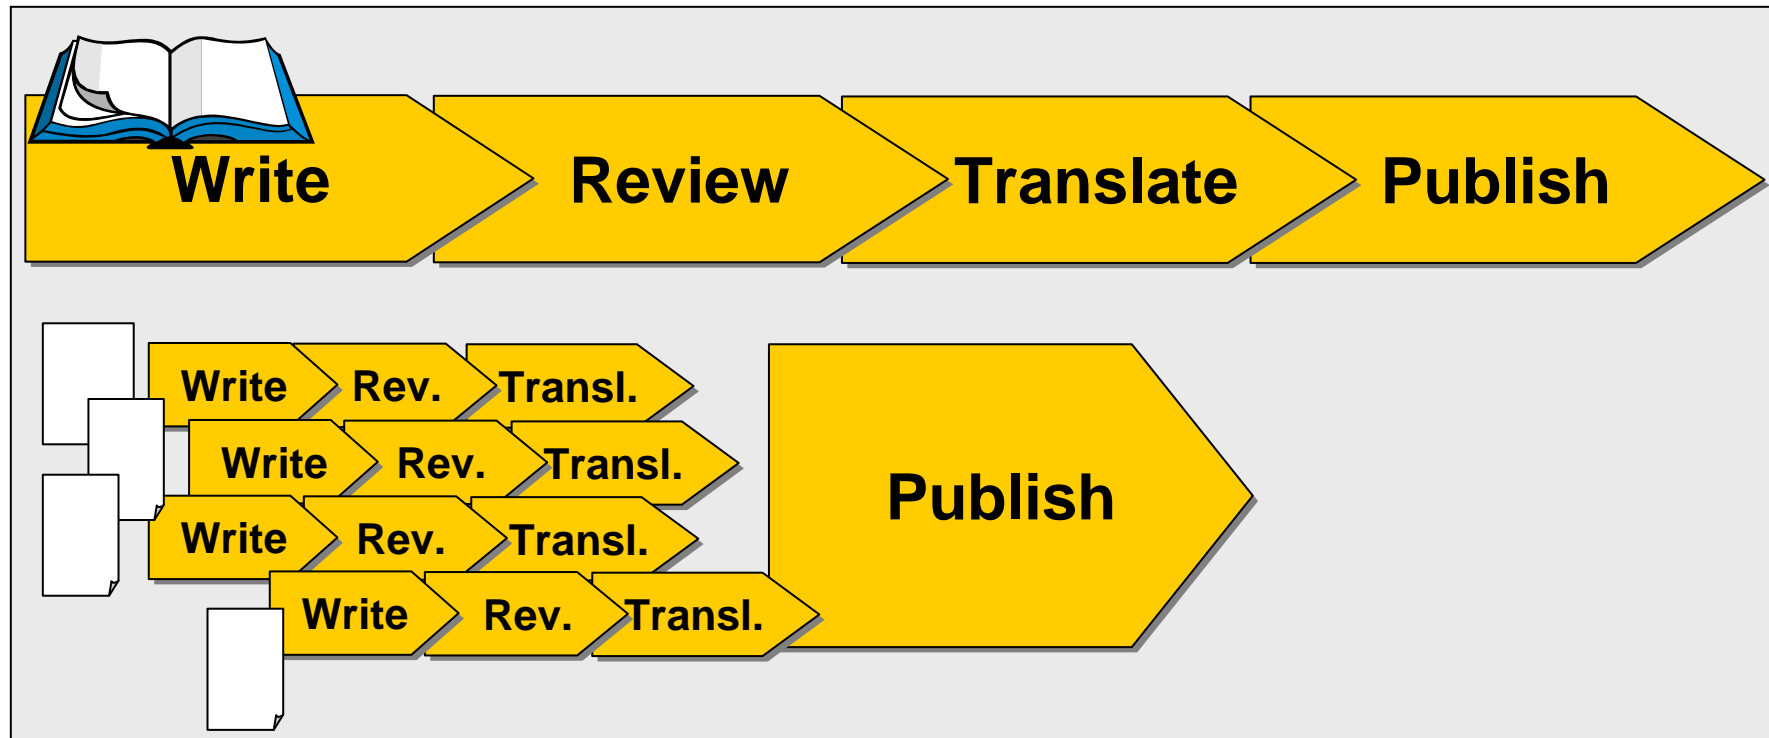 Write Review Translate Publish
Write Rev. Transl.
Write Rev. Transl.
Publish
Write Rev. Transl.
Write Rev. Transl.